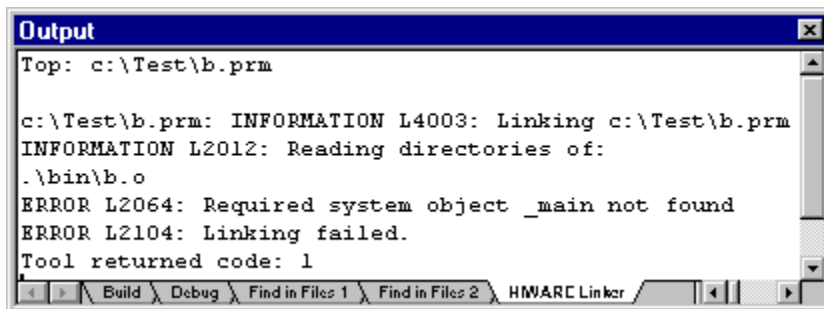 Output
Top: c:\Test\b.prm
c:\Test\b.prm: INFORMATION L4003: Linking c:\Test\b.prm
INFORMATION L2012: Reading directories of:
.\bin\b.o
ERROR L2064: Required system object _main not found
ERROR L2104: Linking failed.
Tool returned code: 1
Build Debug Find in Files 1 Find in Files 2 HIWARE Linker